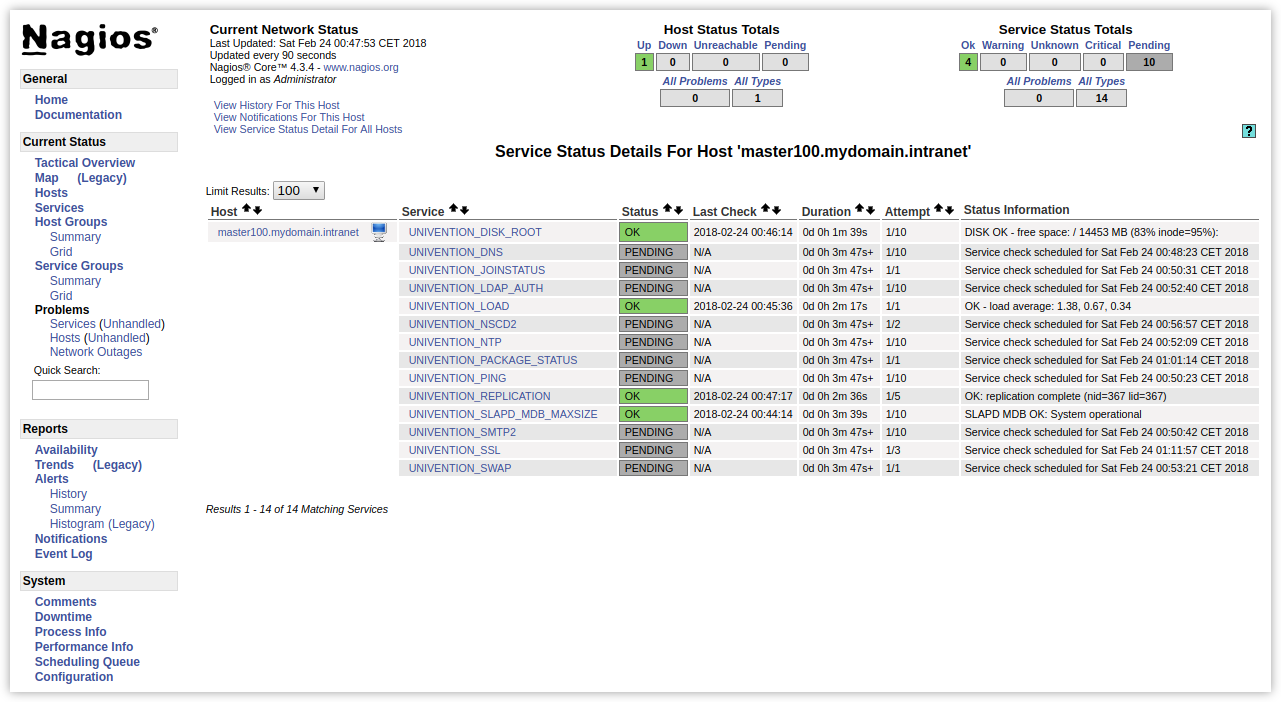 Nagios®
General
Home
Documentation
Current Status
Tactical Overview
Map (Legacy)
Hosts
Services
Host Groups
Summary
Grid
Service Groups
Summary
Grid
Problems
Services (Unhandled)
Hosts (Unhandled)
Network Outages
Quick Search:
Reports
Availability
Trends (Legacy)
Alerts
History
Summary
Histogram (Legacy)
Notifications
Event Log
System
Comments
Downtime
Process Info
Performance Info
Scheduling Queue
Configuration
Current Network Status
Last Updated: Sat Feb 24 00:47:53 CET 2018
Updated every 90 seconds
Nagios® Core™ 4.3.4 - www.nagios.org
Logged in as Administrator
View History For This Host
View Notifications For This Host
View Service Status Detail For All Hosts
Host Status Totals
Up Down Unreachable Pending
1 0 0 0
All Problems All Types
0 1
Service Status Totals
Ok Warning Unknown Critical Pending
4 0 0 0 10
All Problems All Types
0 14
?
Service Status Details For Host 'master100.mydomain.intranet'
Limit Results: 100
Host Service Status Last Check Duration Attempt Status Information
master100.mydomain.intranet UNIVENTION_DISK_ROOT OK 2018-02-24 00:46:14 0d 0h 1m 39s 1/10 DISK OK - free space: / 14453 MB (83% inode=95%):
UNIVENTION_DNS PENDING N/A 0d 0h 3m 47s+ 1/10 Service check scheduled for Sat Feb 24 00:48:23 CET 2018
UNIVENTION_JOINSTATUS PENDING N/A 0d 0h 3m 47s+ 1/1 Service check scheduled for Sat Feb 24 00:50:31 CET 2018
UNIVENTION_LDAP_AUTH PENDING N/A 0d 0h 3m 47s+ 1/10 Service check scheduled for Sat Feb 24 00:52:40 CET 2018
UNIVENTION_LOAD OK 2018-02-24 00:45:36 0d 0h 2m 17s 1/1 OK - load average: 1.38, 0.67, 0.34
UNIVENTION_NSCD2 PENDING N/A 0d 0h 3m 47s+ 1/2 Service check scheduled for Sat Feb 24 00:56:57 CET 2018
UNIVENTION_NTP PENDING N/A 0d 0h 3m 47s+ 1/10 Service check scheduled for Sat Feb 24 00:52:09 CET 2018
UNIVENTION_PACKAGE_STATUS PENDING N/A 0d 0h 3m 47s+ 1/1 Service check scheduled for Sat Feb 24 01:01:14 CET 2018
UNIVENTION_PING PENDING N/A 0d 0h 3m 47s+ 1/10 Service check scheduled for Sat Feb 24 00:50:23 CET 2018
UNIVENTION_REPLICATION OK 2018-02-24 00:47:17 0d 0h 2m 36s 1/5 OK: replication complete (nid=367 lid=367)
UNIVENTION_SLAPD_MDB_MAXSIZE OK 2018-02-24 00:44:14 0d 0h 3m 39s 1/10 SLAPD MDB OK: System operational
UNIVENTION_SMTP2 PENDING N/A 0d 0h 3m 47s+ 1/10 Service check scheduled for Sat Feb 24 00:50:42 CET 2018
UNIVENTION_SSL PENDING N/A 0d 0h 3m 47s+ 1/3 Service check scheduled for Sat Feb 24 01:11:57 CET 2018
UNIVENTION_SWAP PENDING N/A 0d 0h 3m 47s+ 1/1 Service check scheduled for Sat Feb 24 00:53:21 CET 2018
Results 1 - 14 of 14 Matching Services